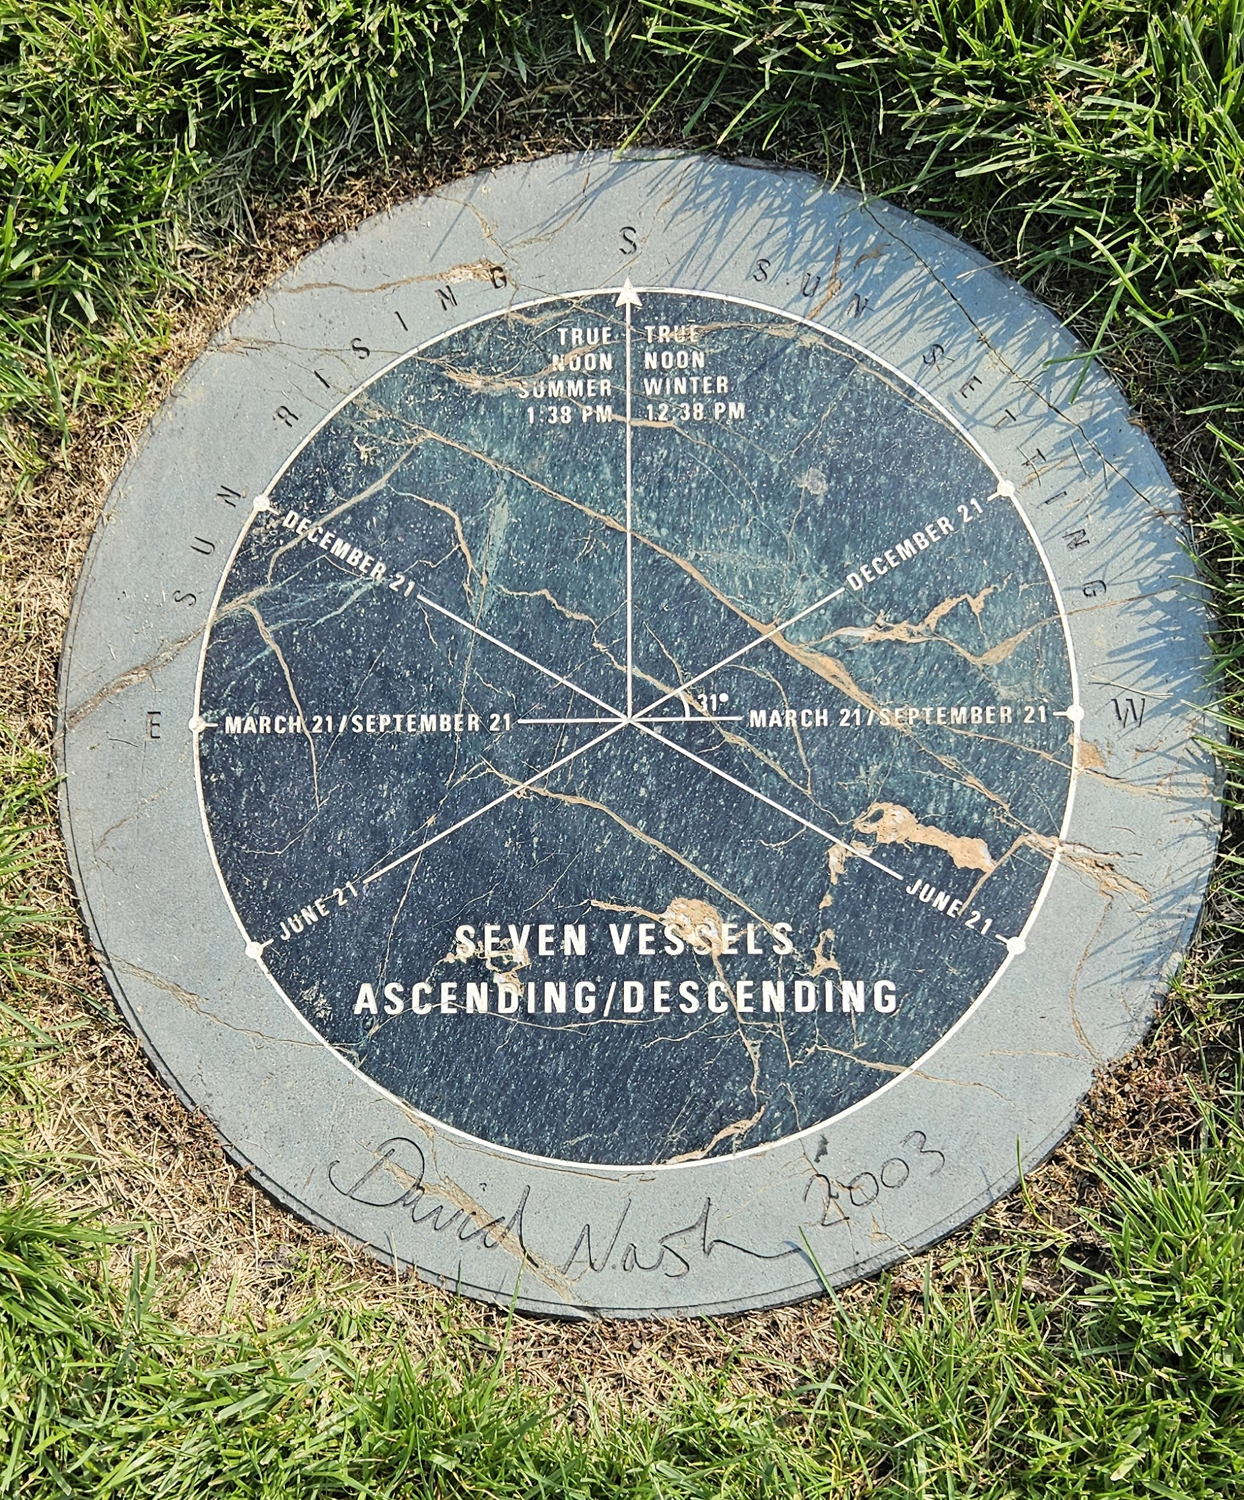 S
SUN RISING
SUN SETTING
TRUE
NOON
SUMMER
1:38 PM
TRUE
NOON
WINTER
12:38 PM
DECEMBER 21
DECEMBER 21
31°
E
MARCH 21/SEPTEMBER 21
MARCH 21/SEPTEMBER 21
W
JUNE 21
JUNE 21
SEVEN VESSELS
ASCENDING/DESCENDING
David Nash 2003